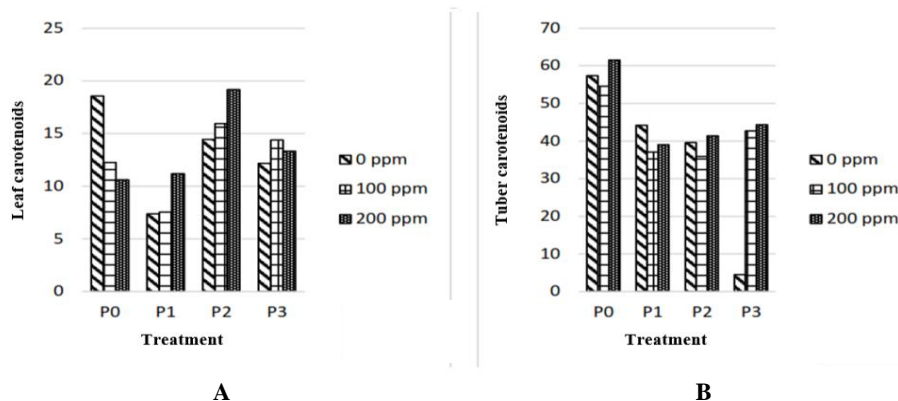 25
20
15
10
5
0
Leaf carotenoids
P0 P1 P2 P3
Treatment
0 ppm
100 ppm
200 ppm
A
70
60
50
40
30
20
10
0
Tuber carotenoids
P0 P1 P2 P3
Treatment
0 ppm
100 ppm
200 ppm
B